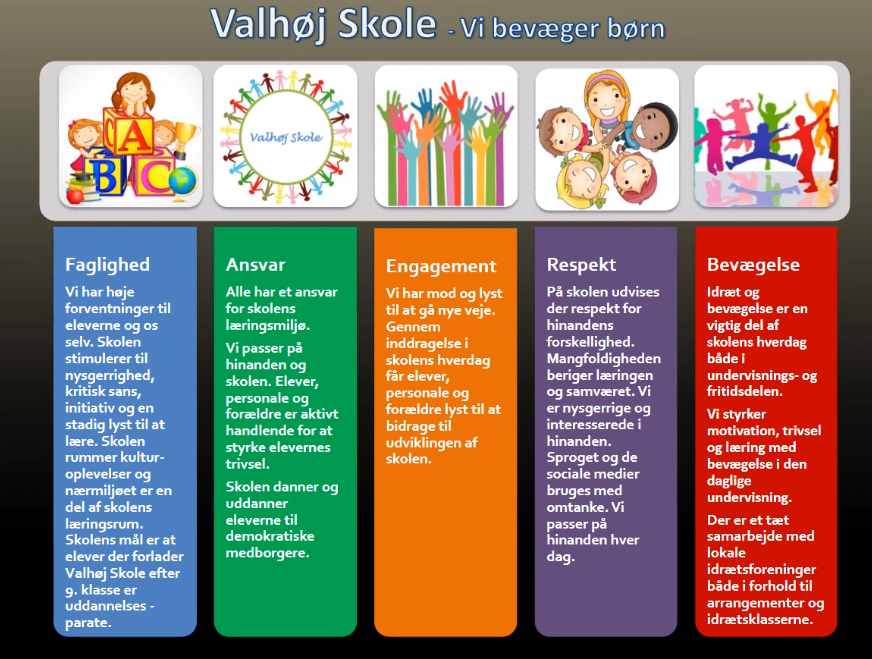 Valhøj Skole - Vi bevæger børn
A
B
C
Valhøj Skole
Faglighed
Vi har høje
forventninger til
eleverne og os
selv. Skolen
stimulerer til
nysgerrighed,
kritisk sans,
initiativ og en
stadig lyst til at
lære. Skolen
rummer kultur-
oplevelser og
nærmiljøet er en
del af skolens
læringsrum.
Skolens mål er at
elever der forlader
Valhøj Skole efter
9. klasse er
uddannelses -
parate.
Ansvar
Alle har et ansvar
for skolens
læringsmiljø.
Vi passer på
hinanden og
skolen. Elever,
personale og
forældre er aktivt
handlende for at
styrke elevernes
trivsel.
Skolen danner og
uddanner
eleverne til
demokratiske
medborgere.
Engagement
Vi har mod og lyst
til at gå nye veje.
Gennem
inddragelse i
skolens hverdag
får elever,
personale og
forældre lyst til at
bidrage til
udviklingen af
skolen.
Respekt
På skolen udvises
der respekt for
hinandens
forskellighed.
Mangfoldigheden
beriger læringen
og samværet. Vi
er nysgerrige og
interesserede i
hinanden.
Sproget og de
sociale medier
bruges med
omtanke. Vi
passer på
hinanden hver
dag.
Bevægelse
Idræt og
bevægelse er en
vigtig del af
skolens hverdag
både i
undervisnings- og
fritidsdelen.
Vi styrker
motivation, trivsel
og læring med
bevægelse i den
daglige
undervisning.
Der er et tæt
samarbejde med
lokale
idrætsforeninger
både i forhold til
arrangementer og
idrætsklasserne.